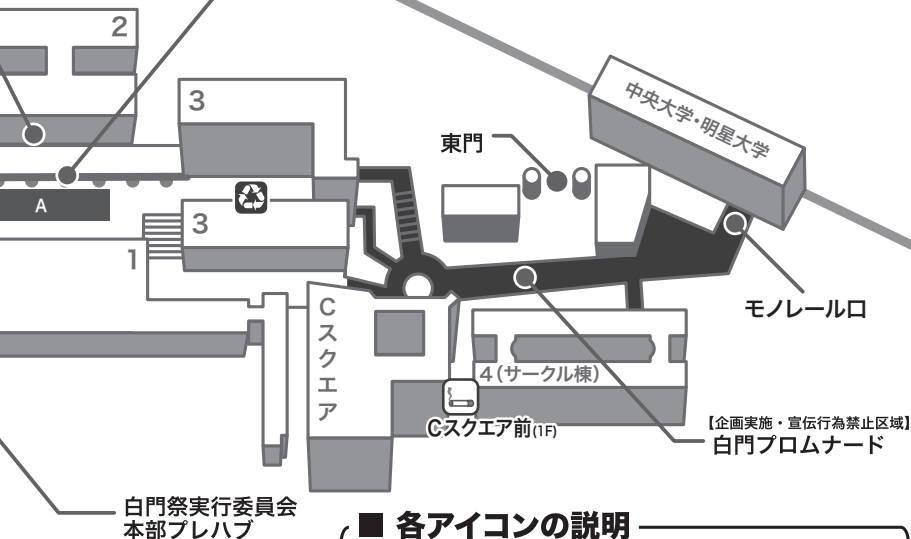 2
3
中央大学・明星大学
東門
A
3
1
モノレール口
Cスクエア
4(サークル棟)
Cスクエア前(1F)
【企画実施・宣伝行為禁止区域】
白門プロムナード
白門祭実行委員会
本部プレハブ
■ 各アイコンの説明